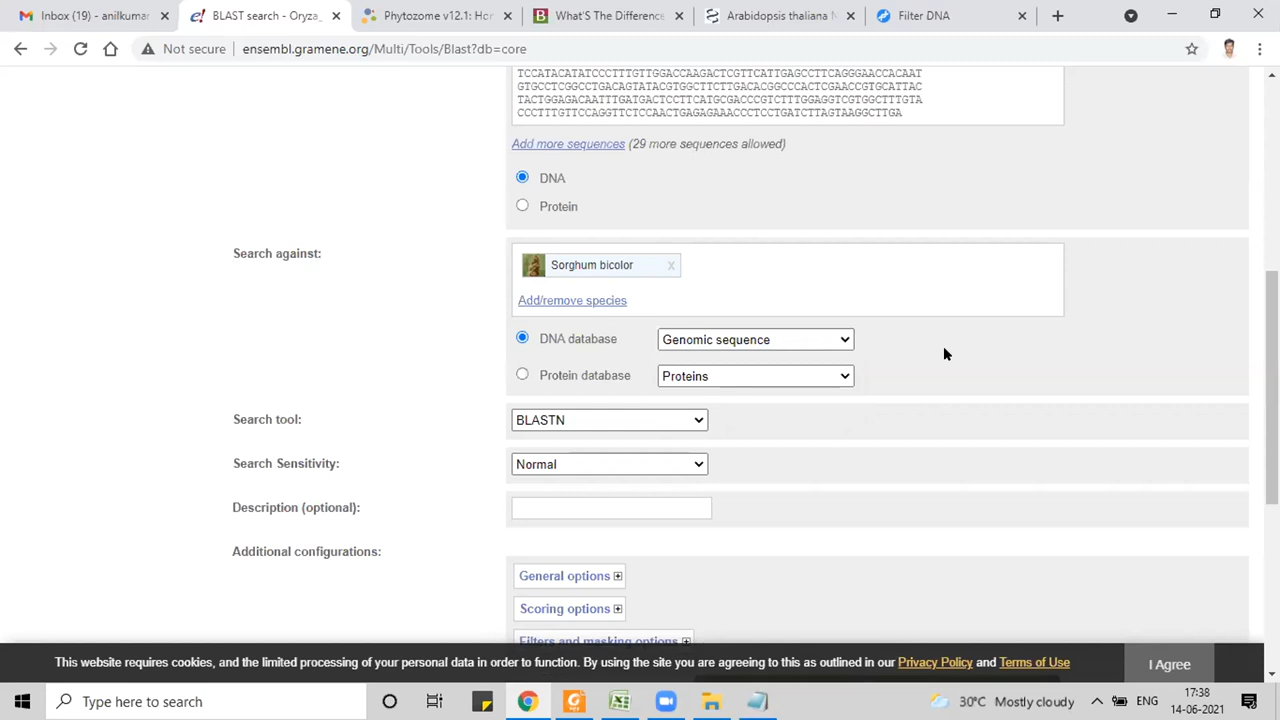 Inbox (19) - anilkumar
BLAST search - Oryza_
Phytozome v12.1: Hor
What'S The Difference
Arabidopsis thaliana N
Filter DNA
Not secure
ensembl.gramene.org/Multi/Tools/Blast?db=core
TCCATACATATCCCTTTGTTGGACCAAGACTCGTTCATTGAGCCTTCAGGGAACCACAAT
GTGCCTCGGCCTGACAGTATACGTGGCTTCTTGACACGGCCCACTCGAACCGTGCATTAC
TACTGGAGACAATTTGATGACTCCTTCATGCGACCCGTCTTTGGAGGTCGTGGCTTTGTA
CCCTTTGTTCCAGGTTCTCCAACTGAGAGAAACCCTCCTGATCTTAGTAAGGCTTGA
Add more sequences (29 more sequences allowed)
DNA
Protein
Search against:
Sorghum bicolor
x
Add/remove species
DNA database
Genomic sequence
Protein database
Proteins
Search tool:
BLASTN
Search Sensitivity:
Normal
Description (optional):
Additional configurations:
General options
Scoring options
Filters and masking options
This website requires cookies, and the limited processing of your personal data in order to function. By using the site you are agreeing to this as outlined in our Privacy Policy and Terms of Use
I Agree
Type here to search
30°C Mostly cloudy
ENG
17:38
14-06-2021